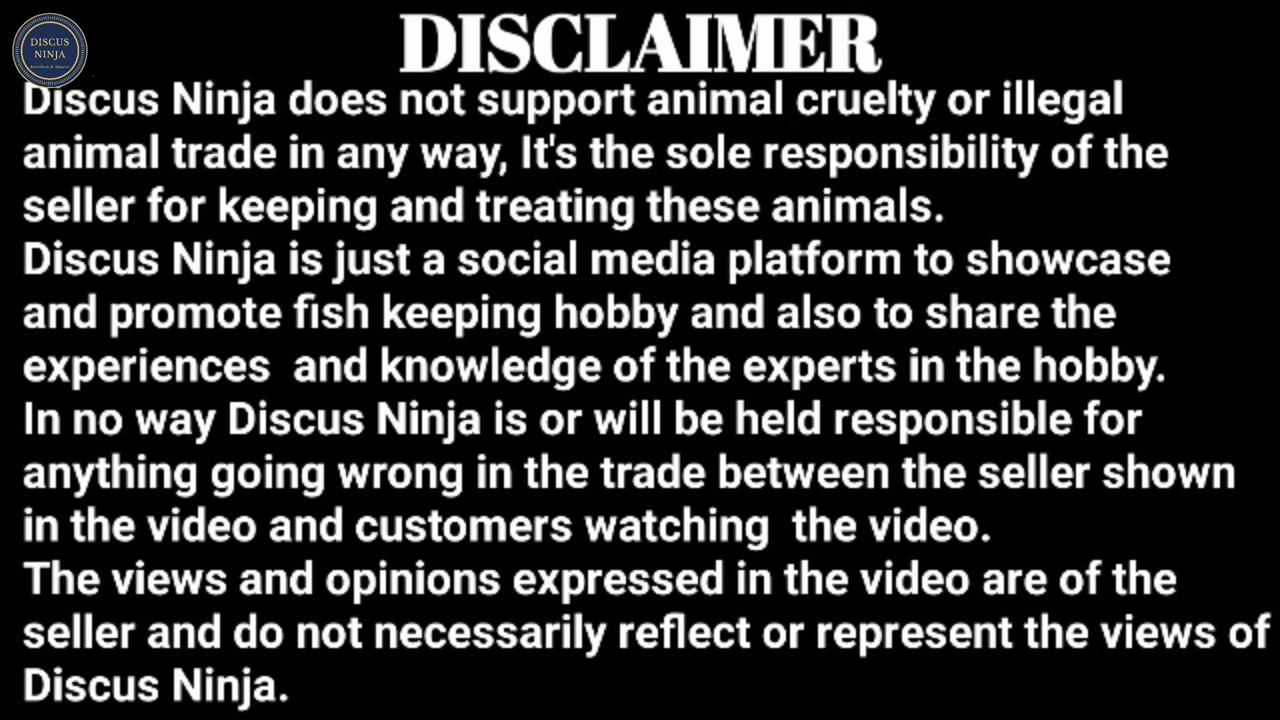 DISCUS
NINJA
DISCLAIMER
Discus Ninja does not support animal cruelty or illegal
animal trade in any way, It's the sole responsibility of the
seller for keeping and treating these animals.
Discus Ninja is just a social media platform to showcase
and promote fish keeping hobby and also to share the
experiences  and knowledge of the experts in the hobby.
In no way Discus Ninja is or will be held responsible for
anything going wrong in the trade between the seller shown
in the video and customers watching  the video.
The views and opinions expressed in the video are of the
seller and do not necessarily reflect or represent the views of
Discus Ninja.